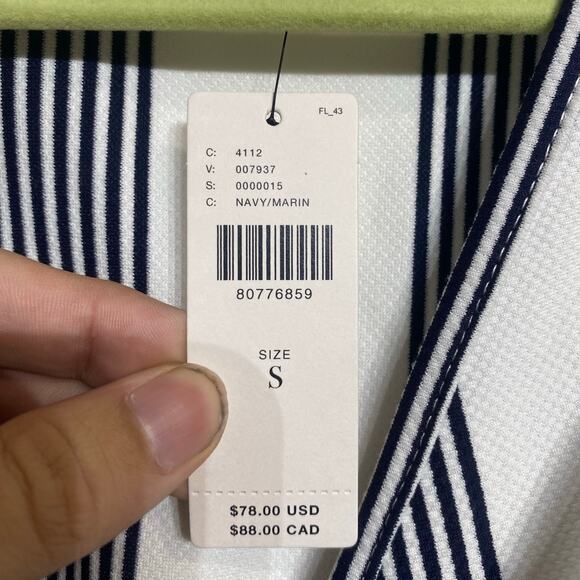 FL_43
C: 4112
V: 007937
S: 0000015
C: NAVY/MARIN
80776859
SIZE
S
$78.00 USD
$88.00 CAD